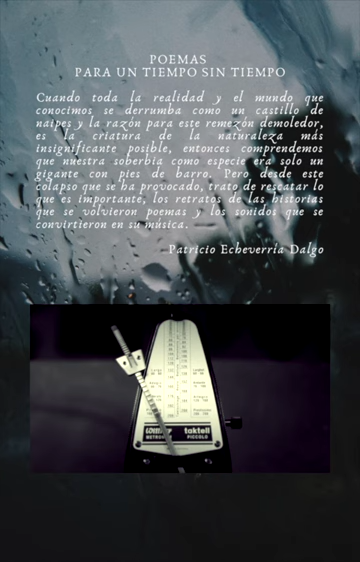 POEMAS
PARA UN TIEMPO SIN TIEMPO
Cuando toda la realidad y el mundo que
conocimos se derrumba como un castillo de
naipes y la razón para este remezón demoledor,
es la criatura de la naturaleza más
insignificante posible, entonces comprendemos
que nuestra soberbia como especie era solo un
gigante con pies de barro. Pero desde este
colapso que se ha provocado, trato de rescatar lo
que es importante, los retratos de las historias
que se volvieron poemas y los sonidos que se
convirtieron en su música.
Patricio Echeverría Dalgo
taktell
PICCOLO